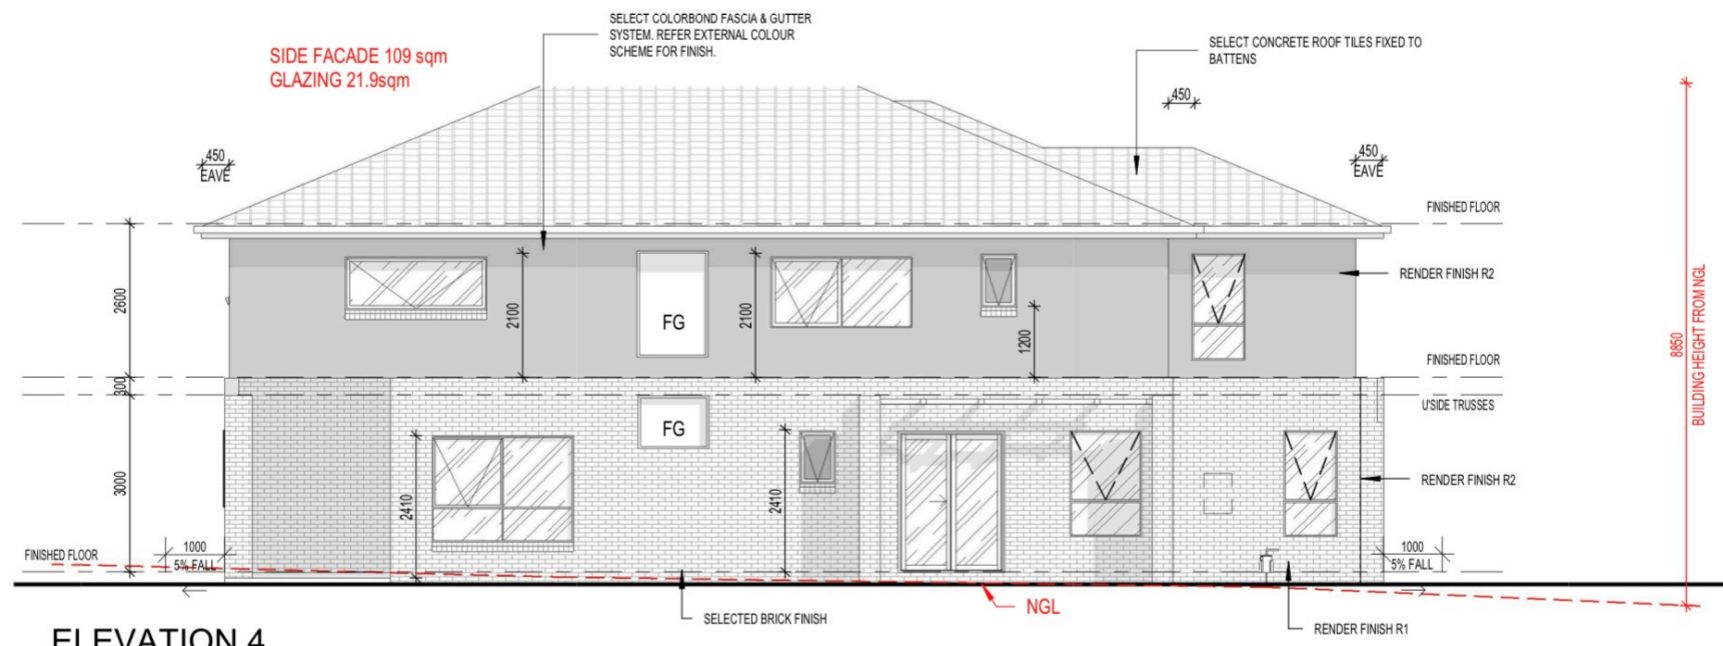 SELECT COLORBOND FASCIA & GUTTER
SYSTEM. REFER EXTERNAL COLOUR
SCHEME FOR FINISH.
SIDE FACADE 109 sqm
GLAZING 21.9sqm
SELECT CONCRETE ROOF TILES FIXED TO
BATTENS
450
450
EAVE
450
EAVE
FINISHED FLOOR
RENDER FINISH R2
2600
2100
FG
2100
1200
8850
BUILDING HEIGHT FROM NGL
FINISHED FLOOR
300
U'SIDE TRUSSES
FG
3000
2410
2410
RENDER FINISH R2
FINISHED FLOOR
1000
5% FALL
1000
5% FALL
SELECTED BRICK FINISH
NGL
RENDER FINISH R1
ELEVATION 4